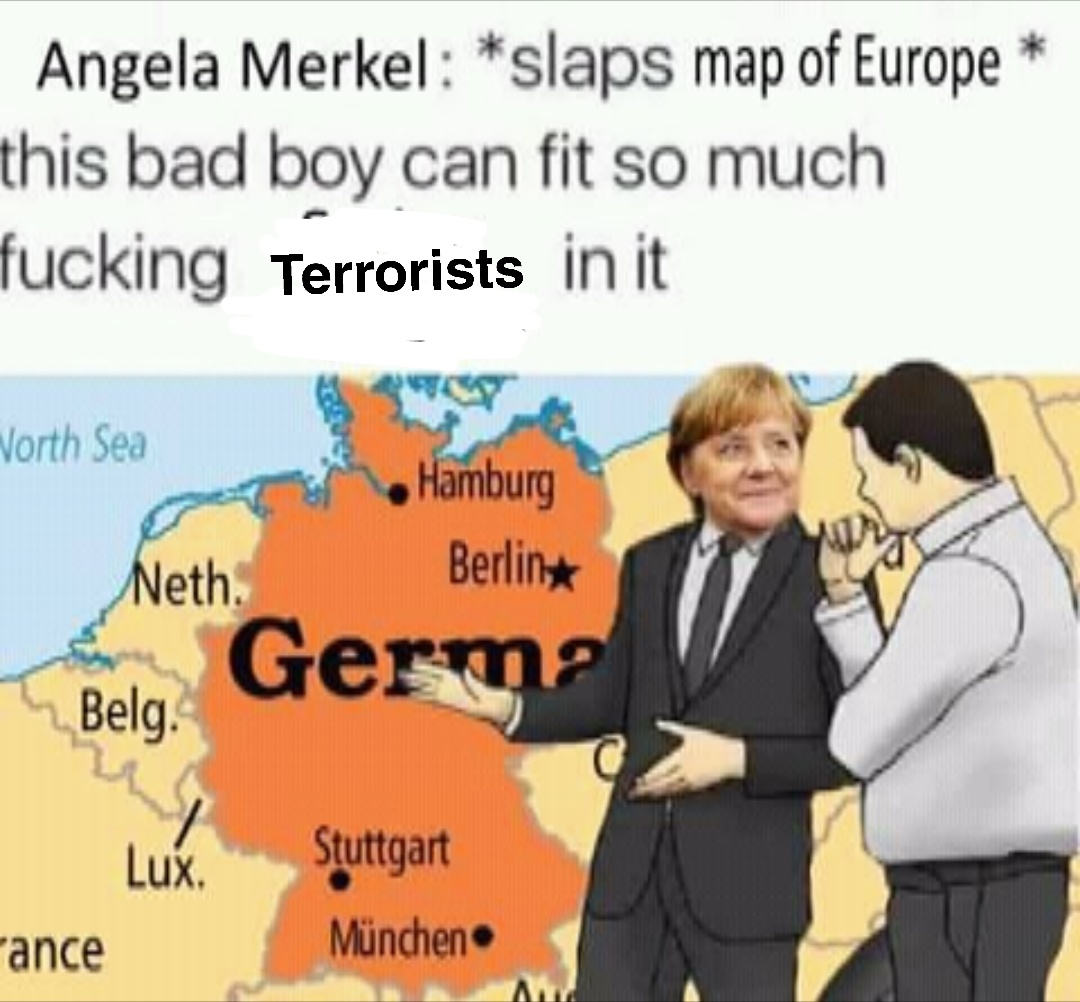 Angela Merkel : *slaps map of Europe *
this bad boy can fit so much
fucking Terrorists in it
North Sea
Hamburg
Berlin
Neth.
Germa
Belg.
C
Lux.
Stuttgart
München
rance
Au